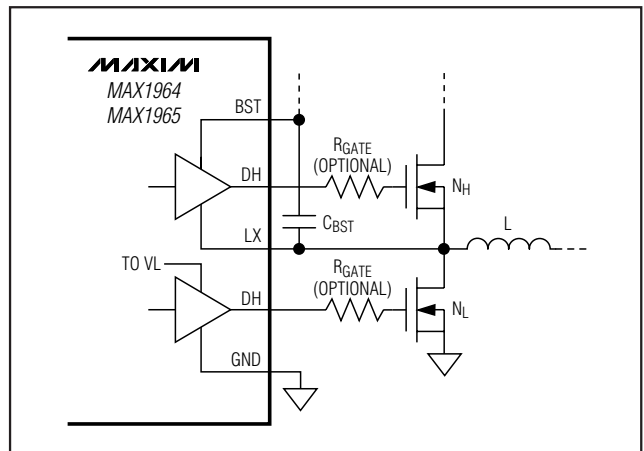 MAXIM
MAX1964
MAX1965
BST
DH
RGATE
(OPTIONAL)
NH
CBST
LX
L
TO VL
DH
RGATE
(OPTIONAL)
NL
GND